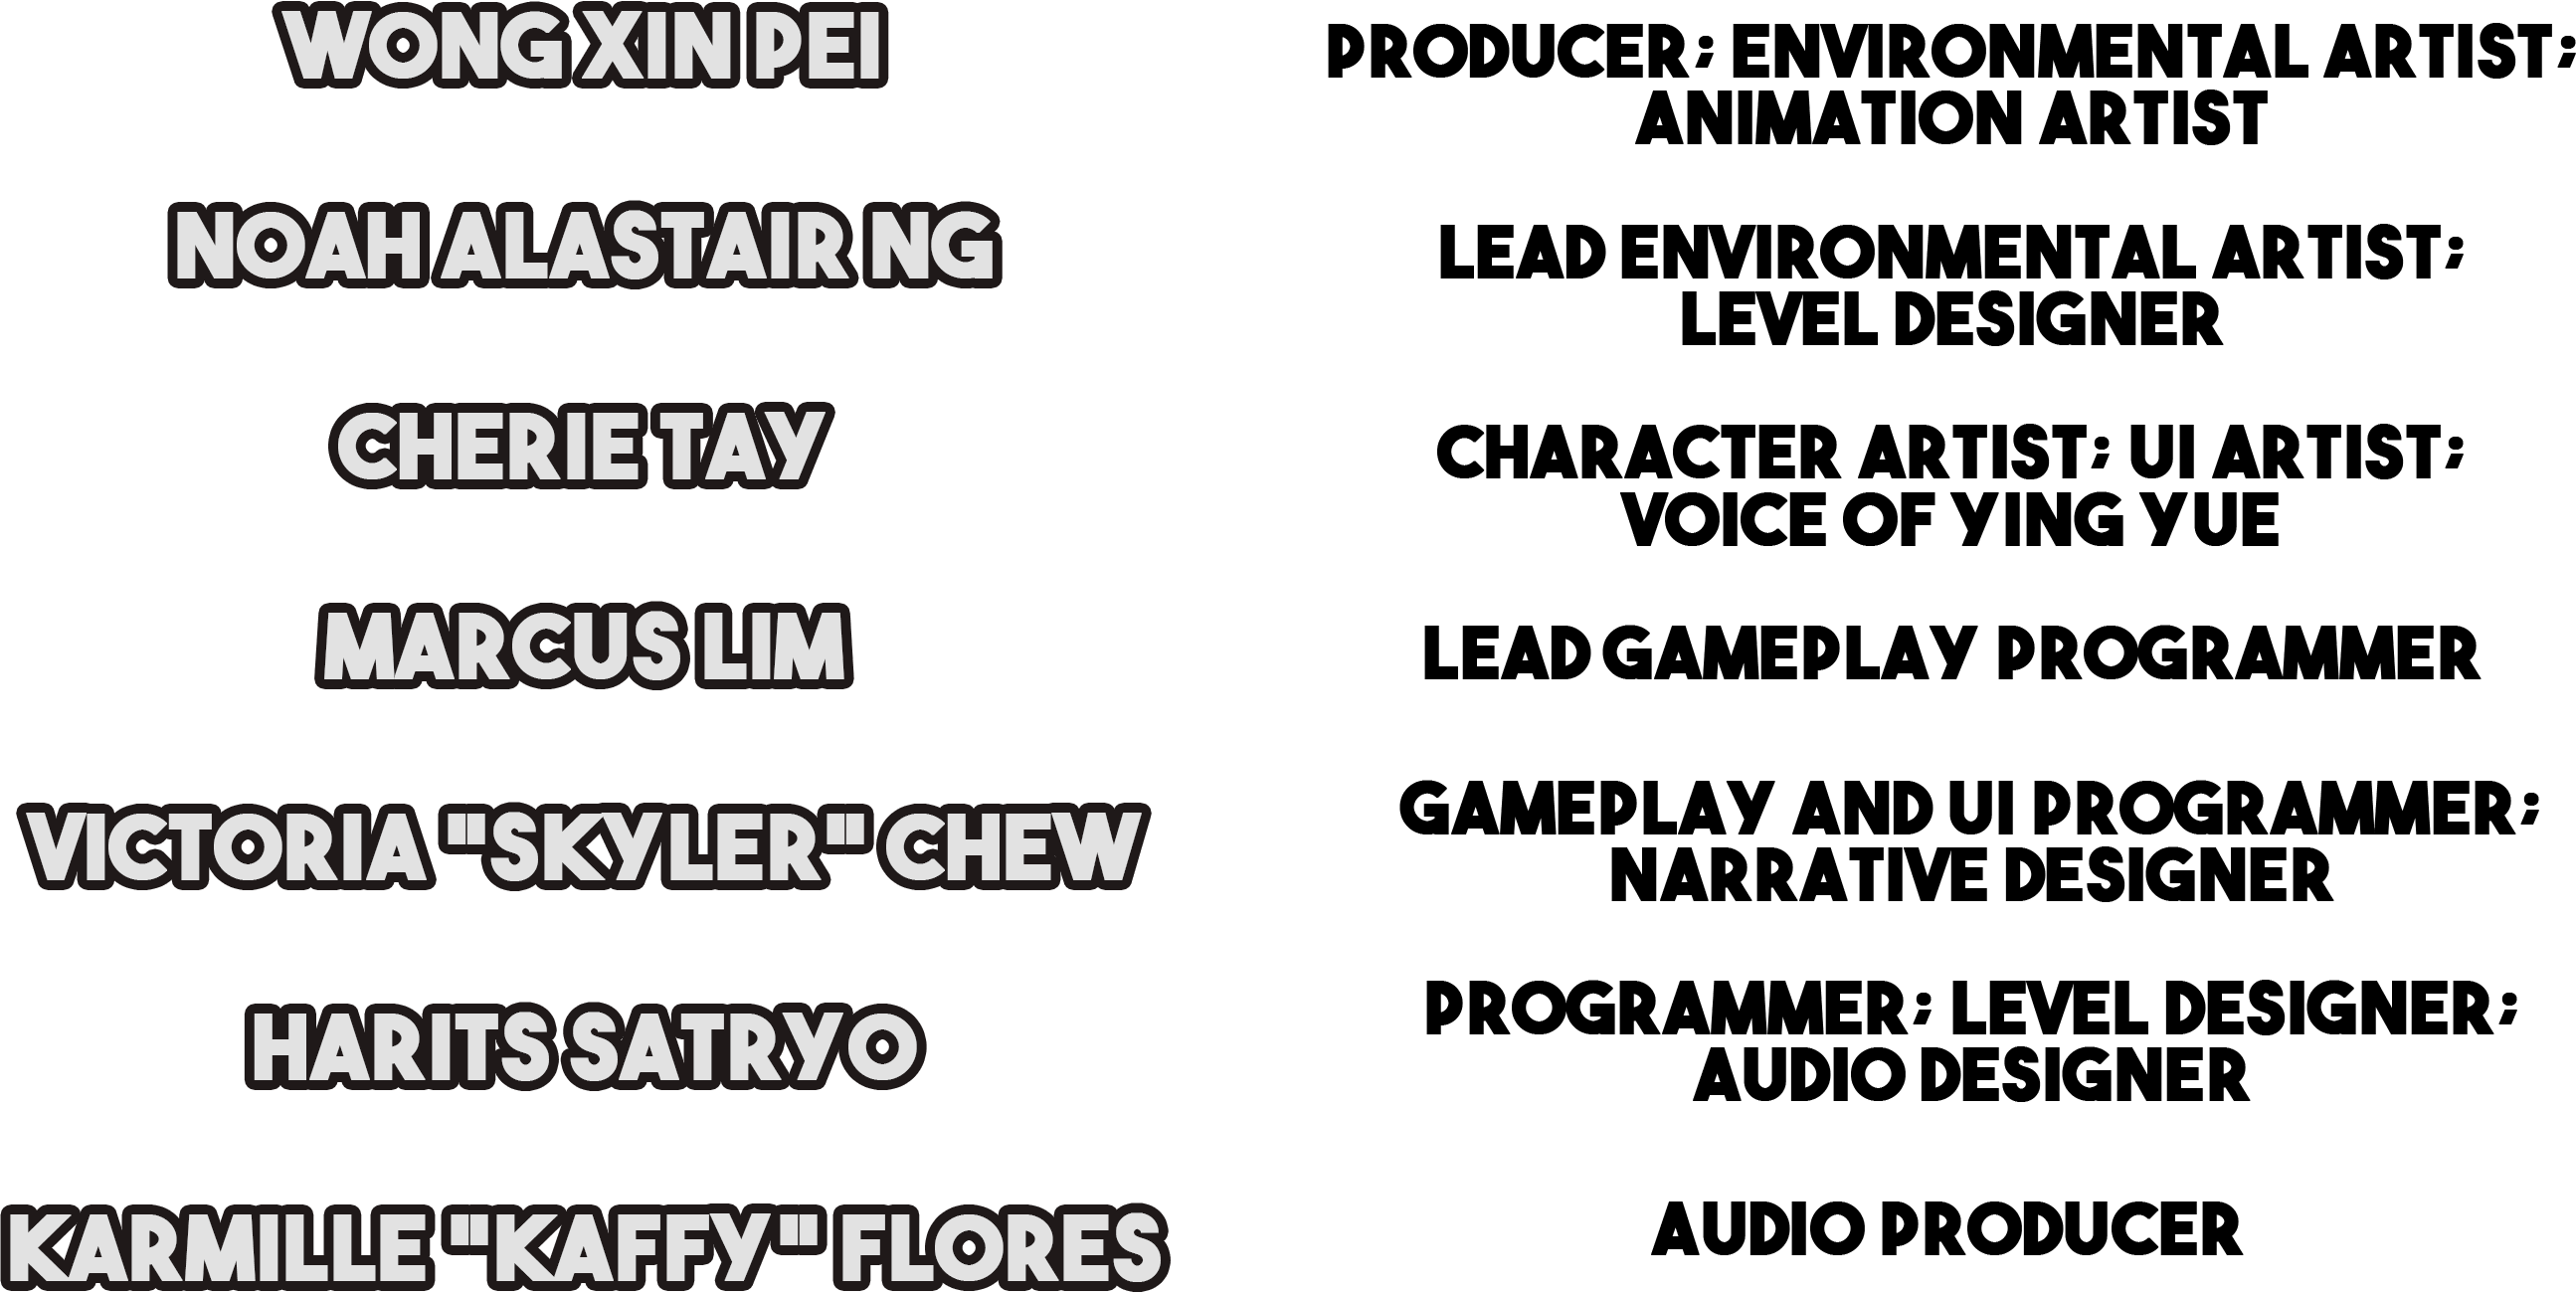 WONG XIN PEI
PRODUCER; ENVIRONMENTAL ARTIST;
ANIMATION ARTIST
NOAH ALASTAIR NG
LEAD ENVIRONMENTAL ARTIST;
LEVEL DESIGNER
CHERIE TAY
CHARACTER ARTIST; UI ARTIST;
VOICE OF YING YUE
MARCUS LIM
LEAD GAMEPLAY PROGRAMMER
VICTORIA "SKYLER" CHEW
GAMEPLAY AND UI PROGRAMMER;
NARRATIVE DESIGNER
HARITS SATRYO
PROGRAMMER; LEVEL DESIGNER;
AUDIO DESIGNER
KARMILLE "KAFFY" FLORES
AUDIO PRODUCER